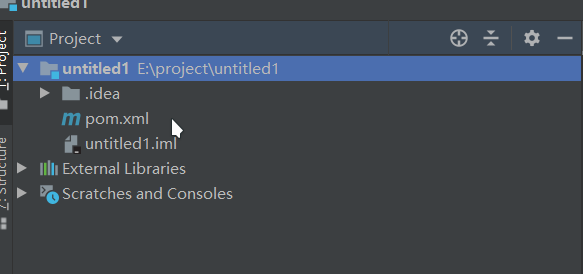 untitled1
Project
1: Project
untitled1 E:\project\untitled1
.idea
m pom.xml
untitled1.iml
External Libraries
Scratches and Consoles
7: Structure